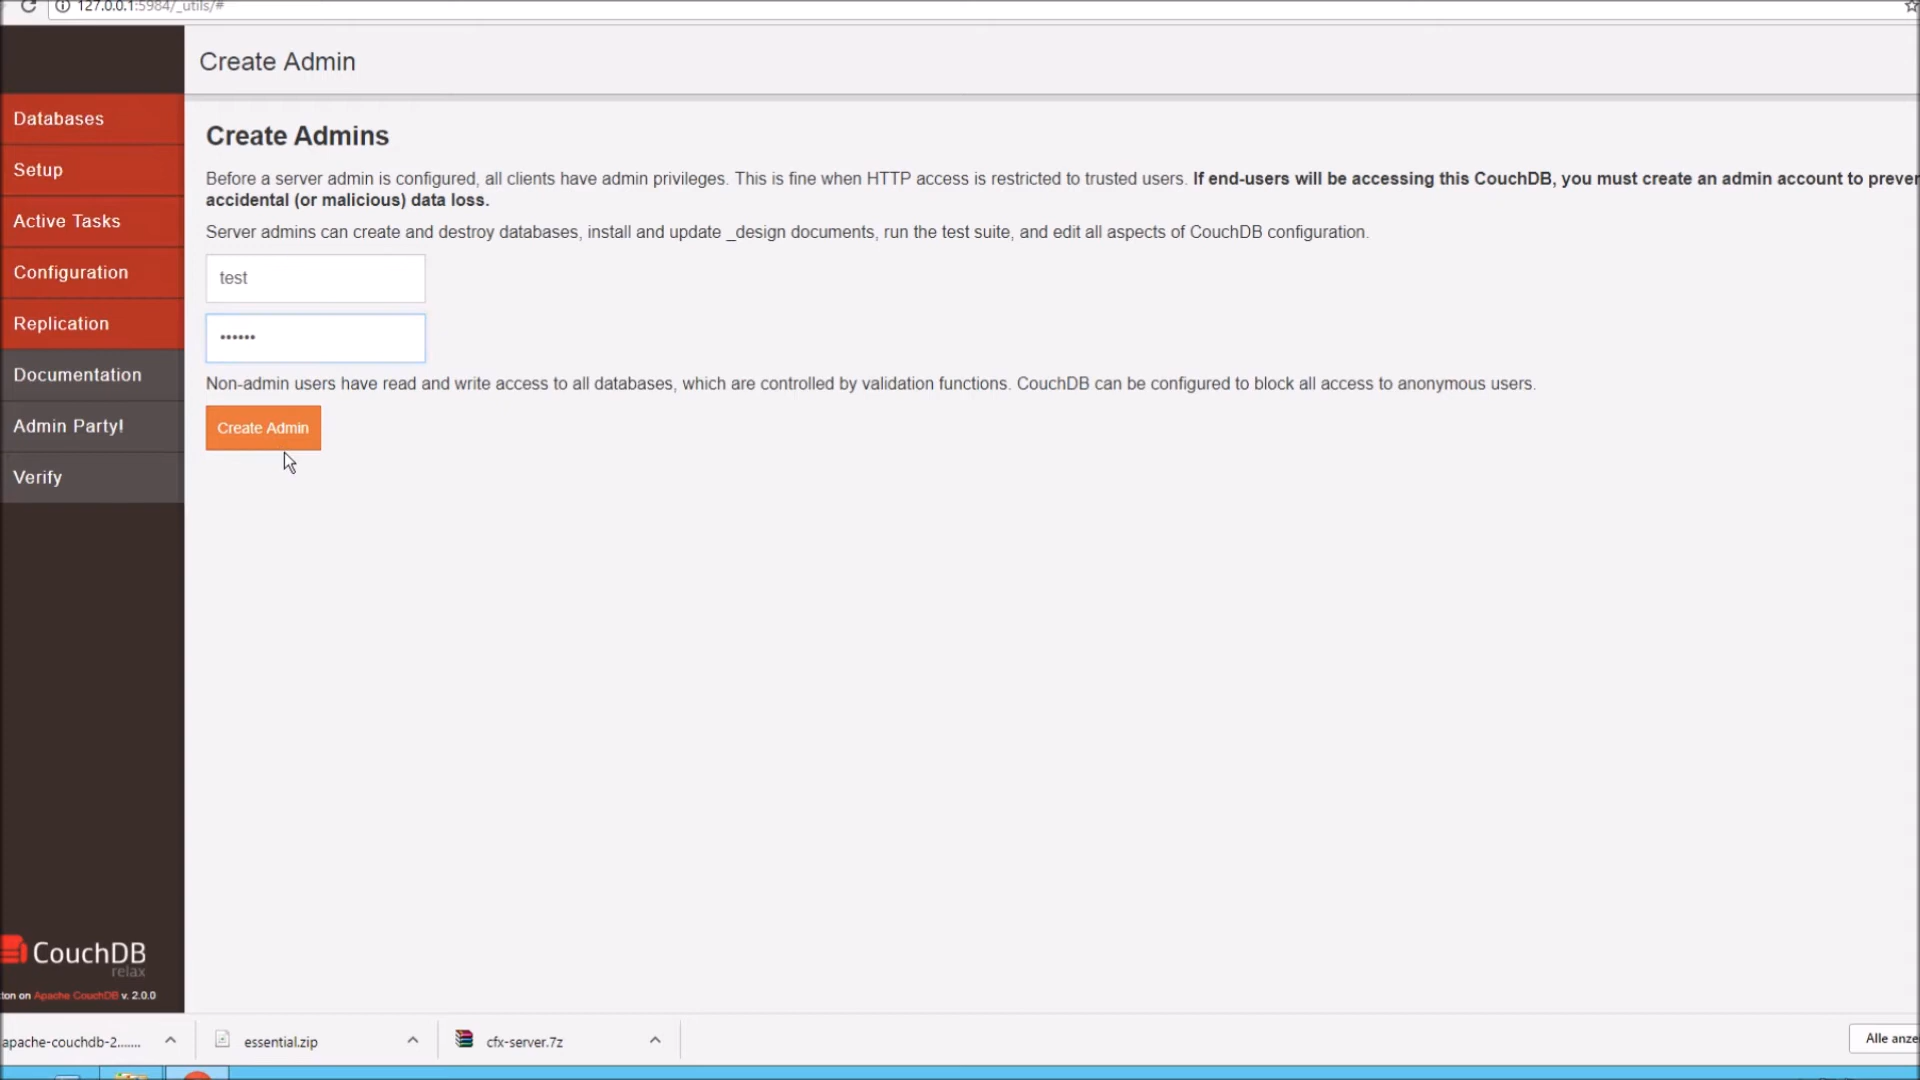 127.0.0.1:5984/_utils/#
Create Admin
Databases
Setup
Active Tasks
Configuration
Replication
Documentation
Admin Party!
Verify
Create Admins
Before a server admin is configured, all clients have admin privileges. This is fine when HTTP access is restricted to trusted users. If end-users will be accessing this CouchDB, you must create an admin account to preven
accidental (or malicious) data loss.
Server admins can create and destroy databases, install and update _design documents, run the test suite, and edit all aspects of CouchDB configuration.
test
••••••
Non-admin users have read and write access to all databases, which are controlled by validation functions. CouchDB can be configured to block all access to anonymous users.
Create Admin
CouchDB
relax
ton on Apache CouchDB v. 2.0.0
apache-couchdb-2.......
essential.zip
cfx-server.7z
Alle anze